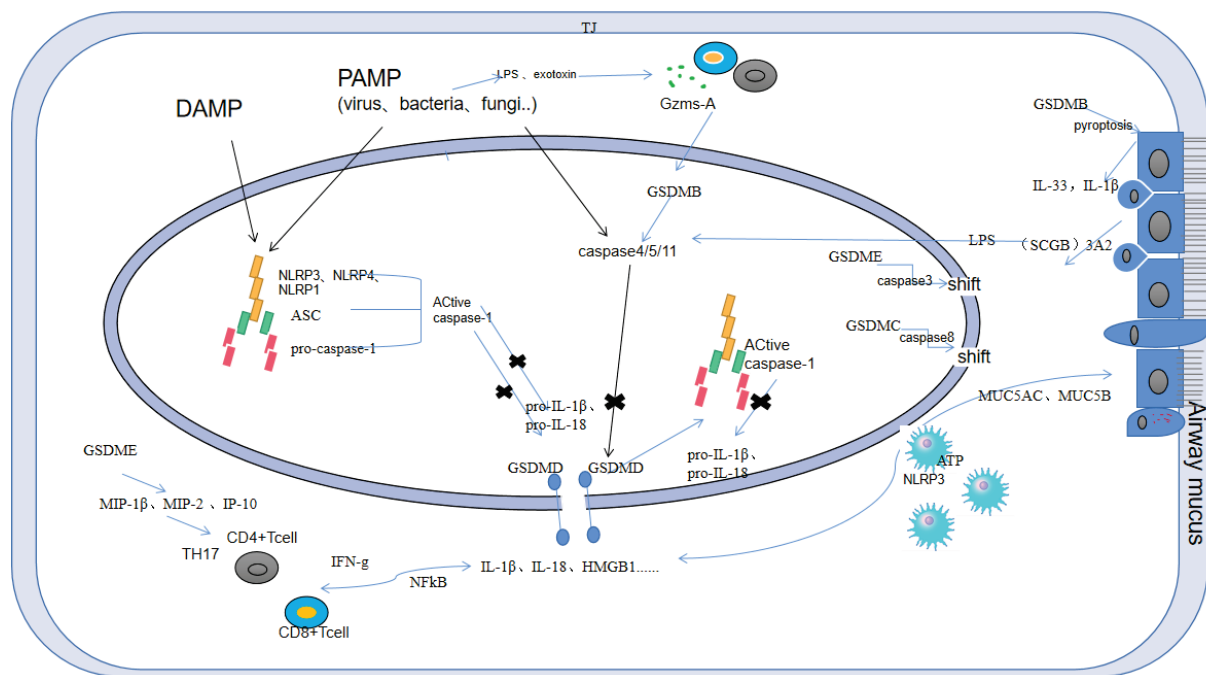 TJ
PAMP
(virus、bacteria、fungi..)
LPS 、exotoxin
Gzms-A
DAMP
GSDMB
pyroptosis
IL-33，IL-1β
GSDMB
caspase4/5/11
LPS
（SCGB）3A2
GSDME
caspase3
shift
NLRP3、NLRP4、
NLRP1
ASC
pro-caspase-1
ACtive
caspase-1
GSDMC
caspase8
shift
ACtive
caspase-1
pro-IL-1β、
pro-IL-18
MUC5AC、MUC5B
Airway mucus
GSDMD
GSDMD
pro-IL-1β、
pro-IL-18
ATP
NLRP3
GSDME
MIP-1β、MIP-2 、IP-10
TH17
CD4+Tcell
IFN-g
NFkB
IL-1β、IL-18、HMGB1......
CD8+Tcell